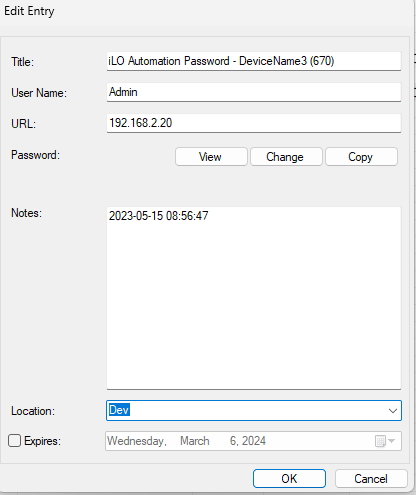 Edit Entry
Title: iLO Automation Password - DeviceName3 (670)
User Name: Admin
URL: 192.168.2.20
Password: View Change Copy
Notes: 2023-05-15 08:56:47
Location: Dev
Expires: Wednesday, March 6, 2024
OK Cancel